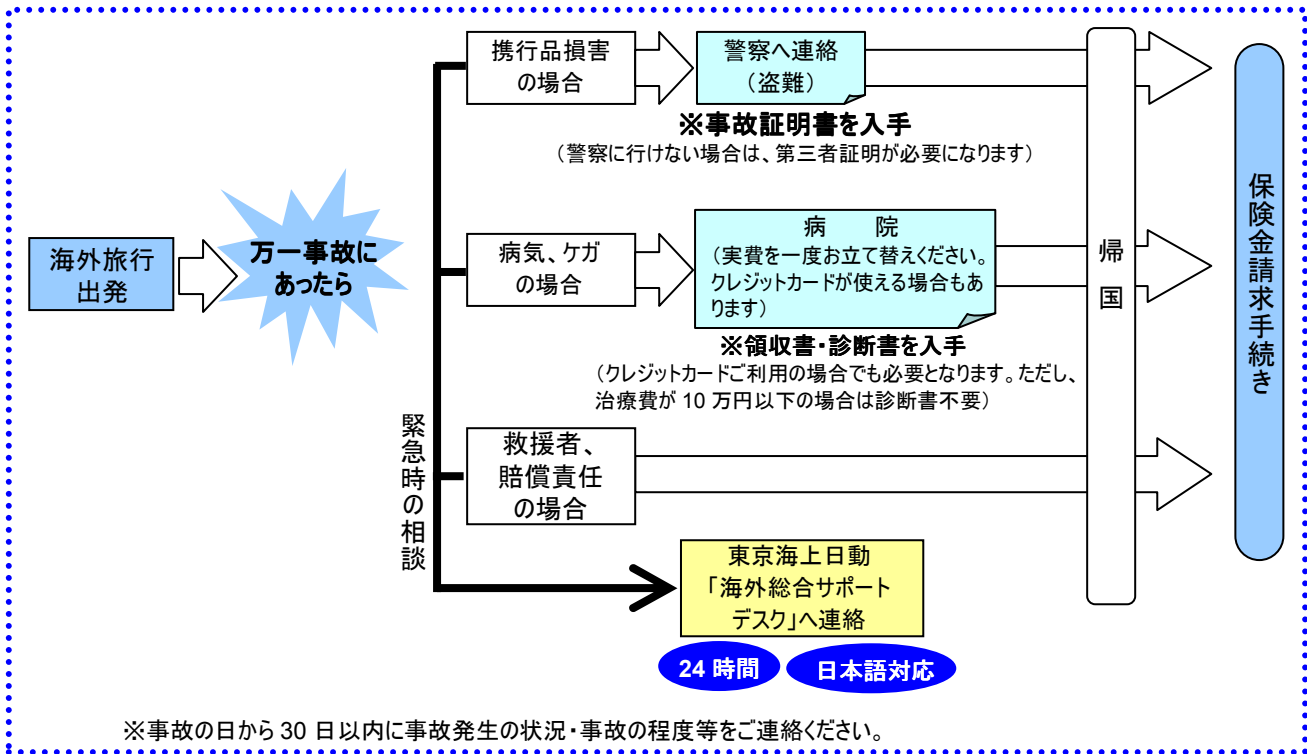 海外旅行
出発
万一事故に
あったら
緊急時の相談
携行品損害
の場合
警察へ連絡
（盗難）
※事故証明書を入手
（警察に行けない場合は、第三者証明が必要になります）
病気、ケガ
の場合
病　　院
（実費を一度お立て替えください。
クレジットカードが使える場合もあ
ります）
※領収書・診断書を入手
（クレジットカードご利用の場合でも必要となります。ただし、
治療費が 10 万円以下の場合は診断書不要）
救援者、
賠償責任
の場合
東京海上日動
「海外総合サポート
デスク」へ連絡
24 時間
日本語対応
帰国
保険金請求手続き
※事故の日から 30 日以内に事故発生の状況・事故の程度等をご連絡ください。